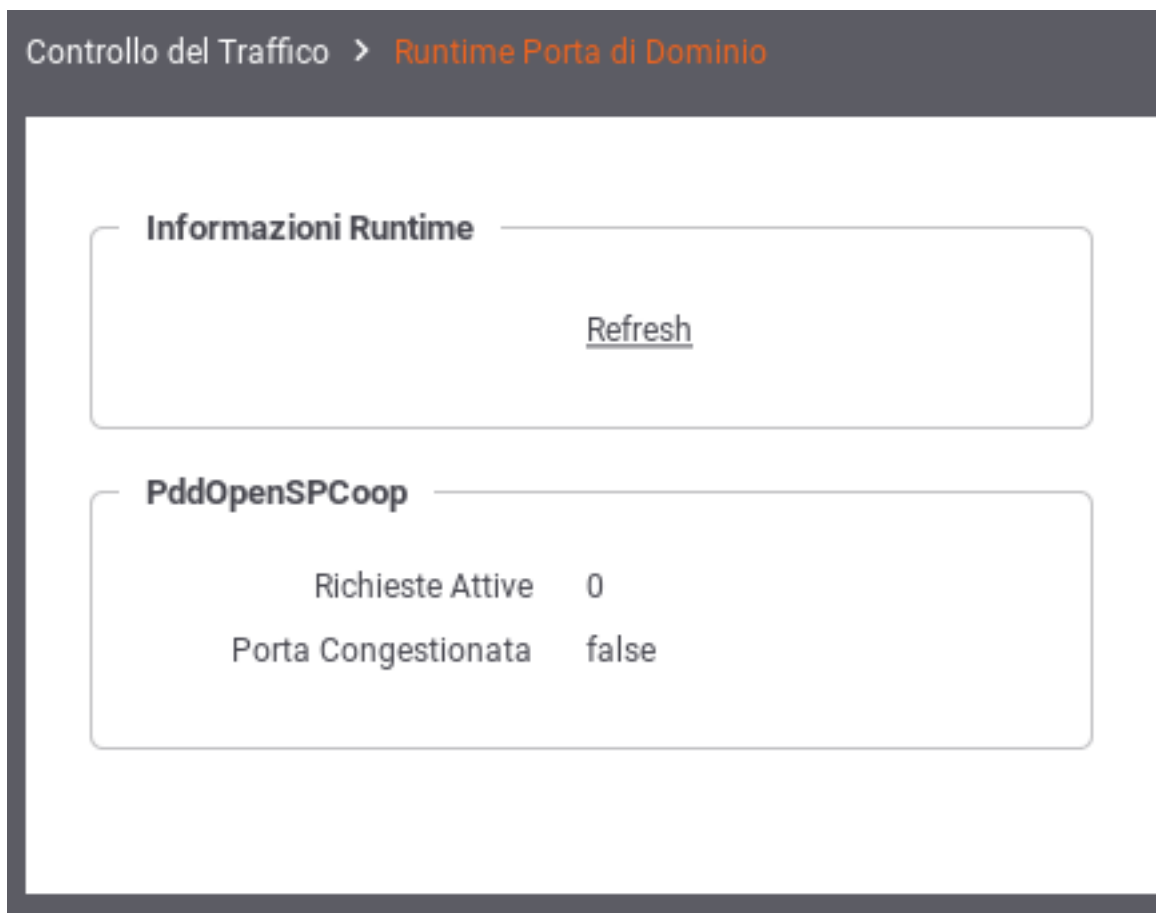 Controllo del Traffico > Runtime Porta di Dominio
Informazioni Runtime
Refresh
PddOpenSPCoop
Richieste Attive 0
Porta Congestionata false